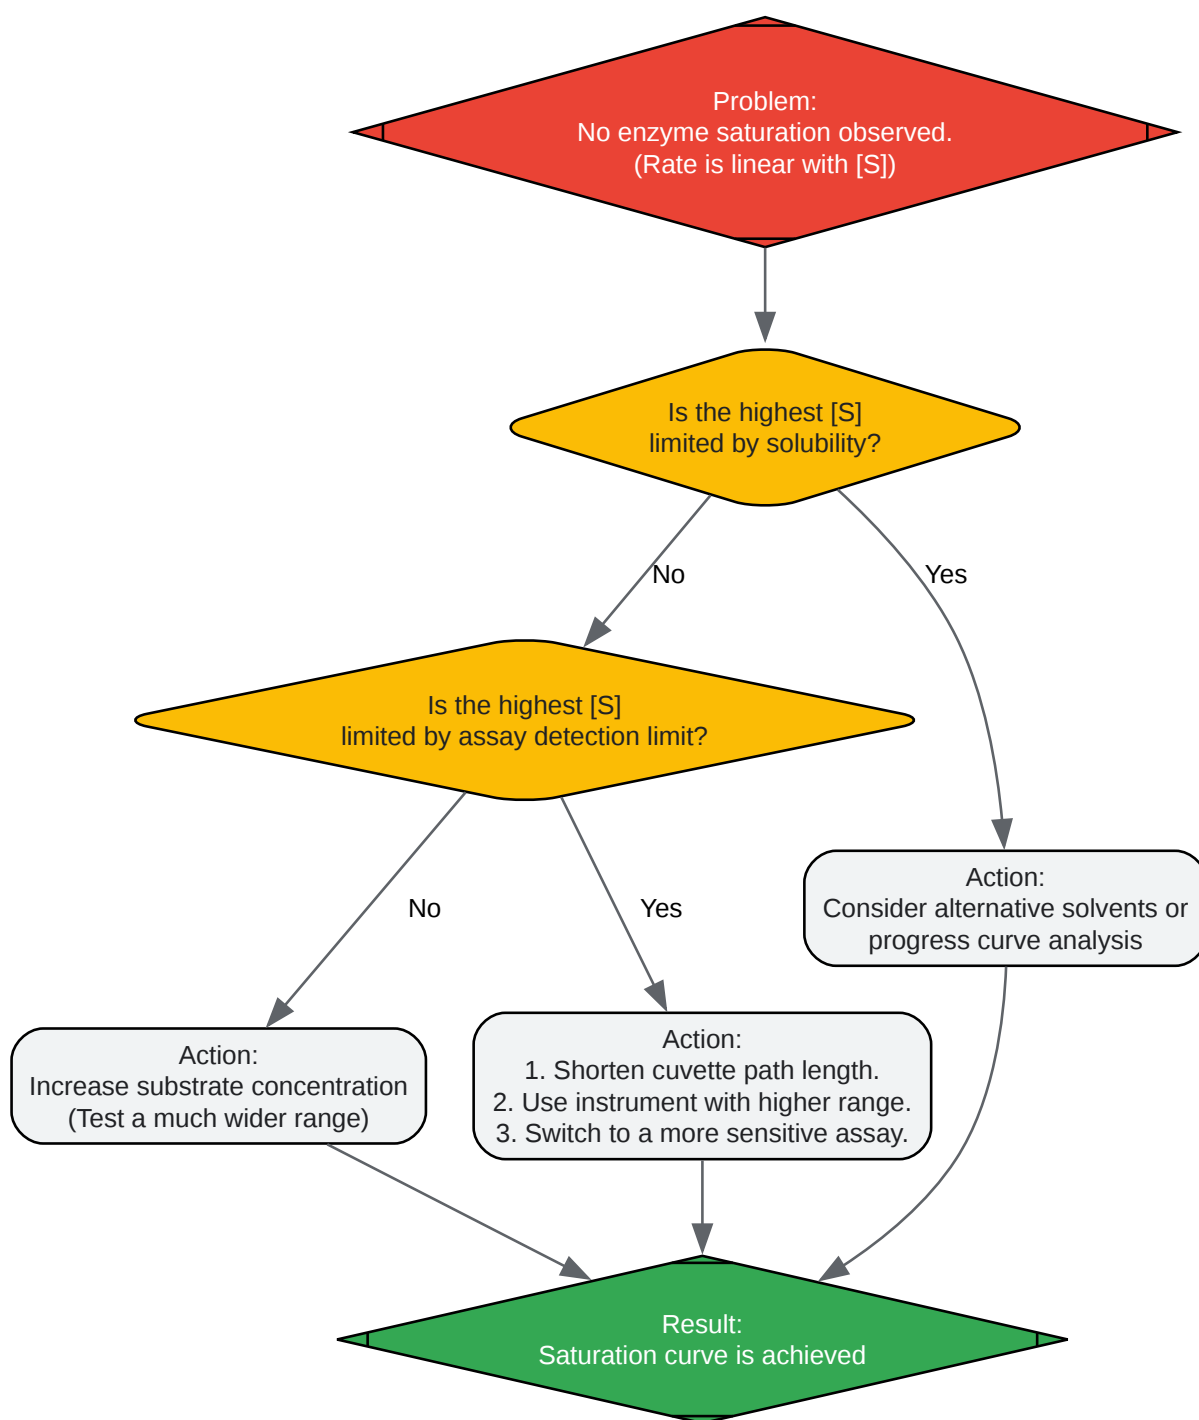 Problem:
No enzyme saturation observed.
(Rate is linear with [S])
Is the highest [S]
limited by solubility?
No
Yes
Is the highest [S]
limited by assay detection limit?
No
Yes
Action:
Consider alternative solvents or
progress curve analysis
Action:
Increase substrate concentration
(Test a much wider range)
Action:
1. Shorten cuvette path length.
2. Use instrument with higher range.
3. Switch to a more sensitive assay.
Result:
Saturation curve is achieved